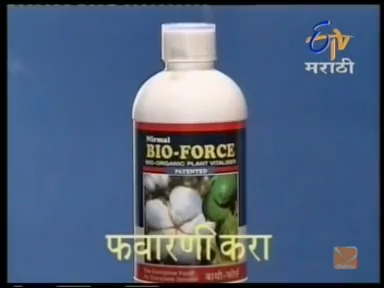 ETV
मराठी
Nirmal
BIO-FORCE
BIO-ORGANIC PLANT VITALISER
PATENTED
फवारणी करा
बायो-फोर्स